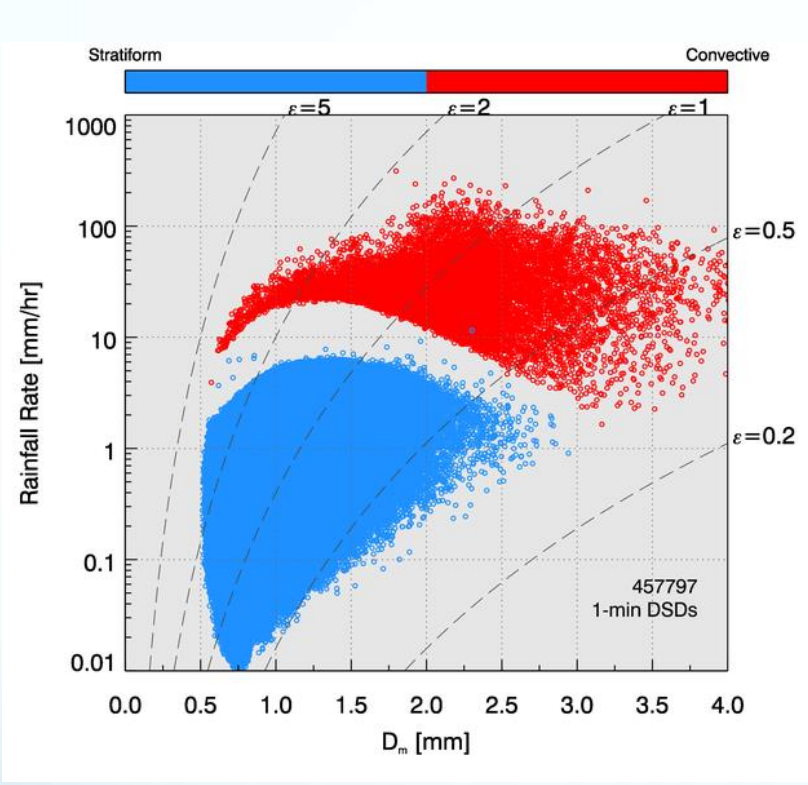 Stratiform Convective
ε=5 ε=2 ε=1
1000
100
10
1
0.1
0.01
Rainfall Rate [mm/hr]
ε=0.5
ε=0.2
457797
1-min DSDs
0.0 0.5 1.0 1.5 2.0 2.5 3.0 3.5 4.0
Dm [mm]